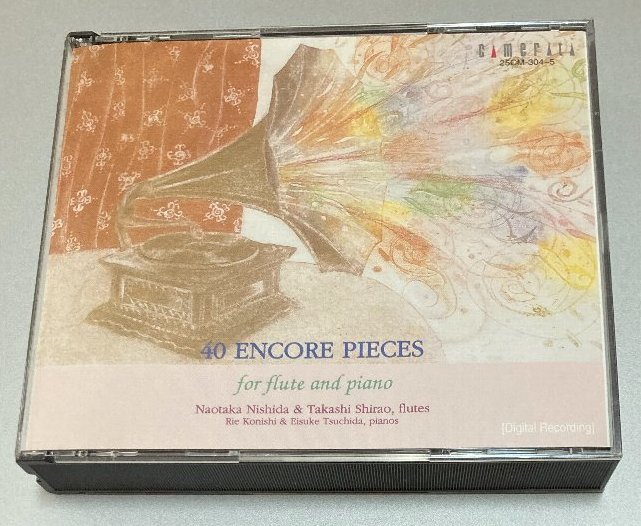 camerata
25CM-304~5
40 ENCORE PIECES
for flute and piano
Naotaka Nishida & Takashi Shirao, flutes
Rie Konishi & Eisuke Tsuchida, pianos
[Digital Recording]